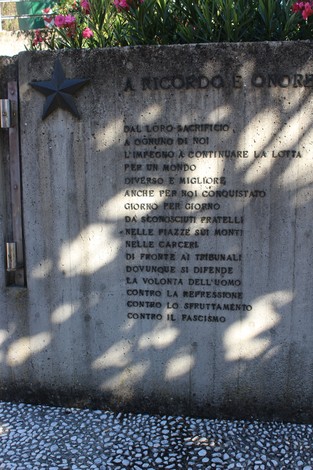 A RICORDO E ONORE
DAL LORO SACRIFICIO,
A OGNUNO DI NOI
L'IMPEGNO A CONTINUARE LA LOTTA
PER UN MONDO
DIVERSO E MIGLIORE
ANCHE PER NOI CONQUISTATO
GIORNO PER GIORNO
DA SCONOSCIUTI FRATELLI
NELLE PIAZZE SUI MONTI
NELLE CARCERI
DI FRONTE AI TRIBUNALI
DOVUNQUE SI DIFENDE
LA VOLONTA DELL'UOMO
CONTRO LA REPRESSIONE
CONTRO LO SFRUTTAMENTO
CONTRO IL FASCISMO